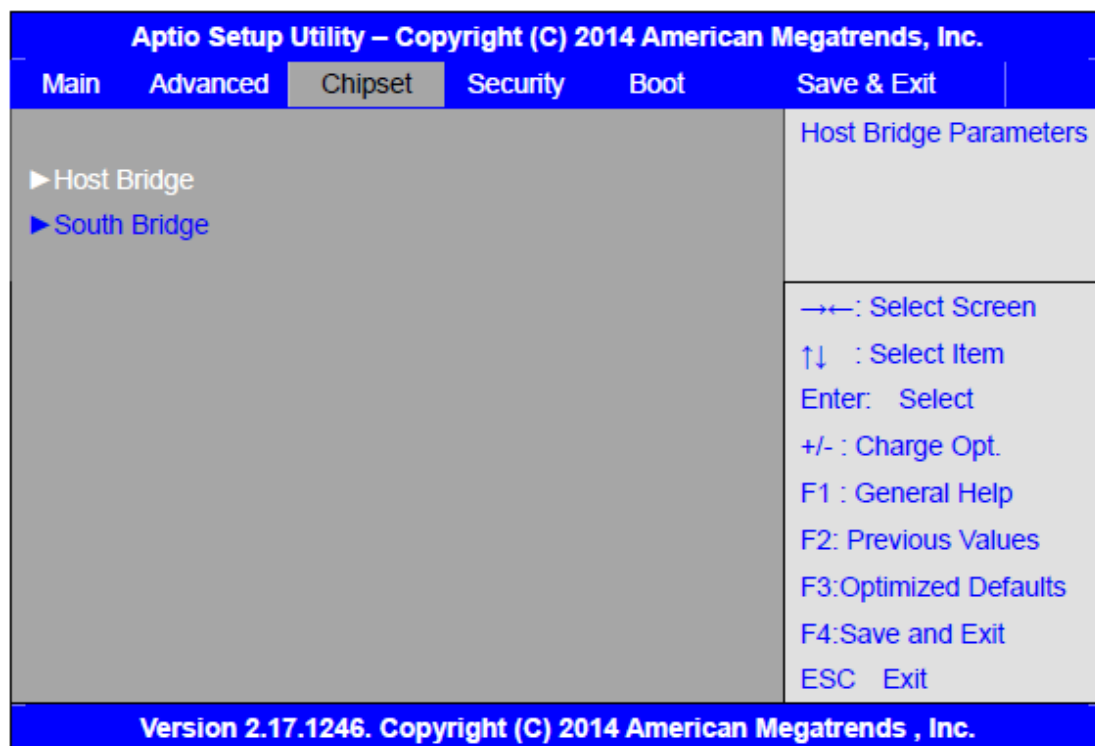 Aptio Setup Utility – Copyright (C) 2014 American Megatrends, Inc.
Main Advanced Chipset Security Boot Save & Exit
►Host Bridge
►South Bridge
Host Bridge Parameters
→←: Select Screen
↑↓ : Select Item
Enter: Select
+/- : Charge Opt.
F1 : General Help
F2: Previous Values
F3:Optimized Defaults
F4:Save and Exit
ESC Exit
Version 2.17.1246. Copyright (C) 2014 American Megatrends , Inc.